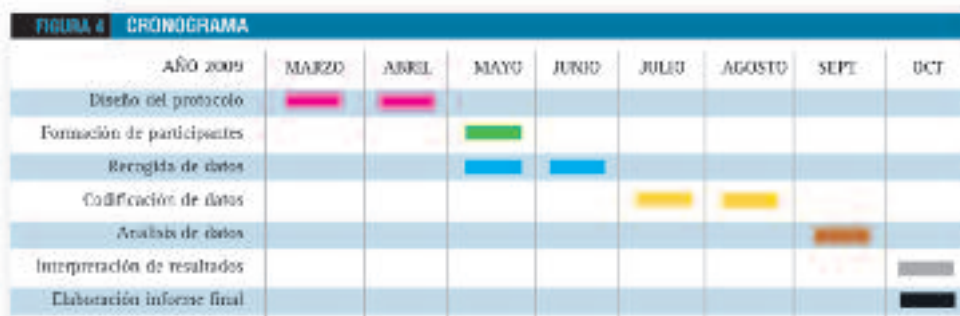 FIGURA 4 CRONOGRAMA
AÑO 2009 MARZO ABRIL MAYO JUNIO JULIO AGOSTO SEPT OCT
Diseño del protocolo
Formación de participantes
Recogida de datos
Codificación de datos
Analisis de datos
Interpretación de resultados
Elaboración informe final